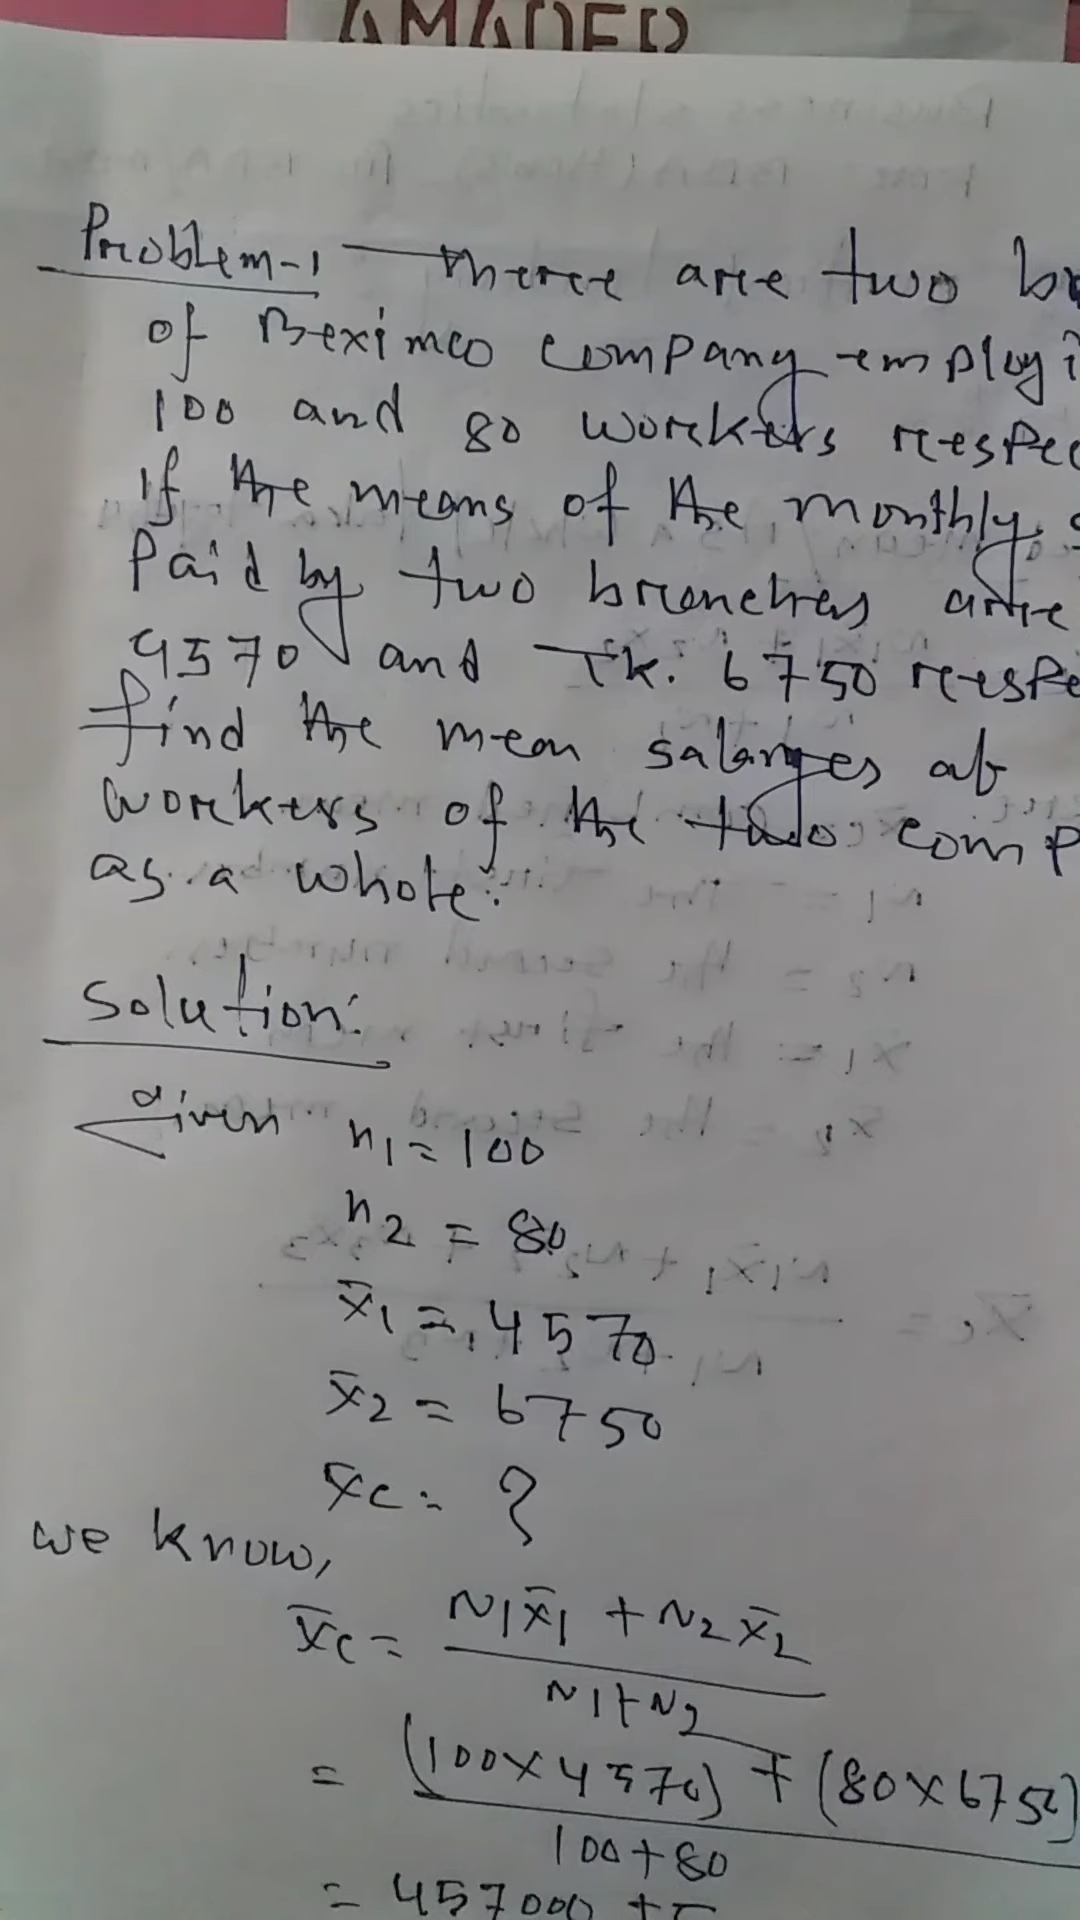 Problem-1 There are two br
of Beximco company employi
100 and 80 workers respec
if the means of the monthly s
Paid by two branches are
4570 and Tk. 6750 respe
find the mean salarges of
workers of the two comp
as a whole.
Solution:
Given n1 = 100
n2 = 80
x̄1 = 4570
x̄2 = 6750
x̄c = ?
we know,
x̄c = N1x̄1 + N2x̄2
N1+N2
= (100×4570) + (80×6750)
100+80
= 457000 +5